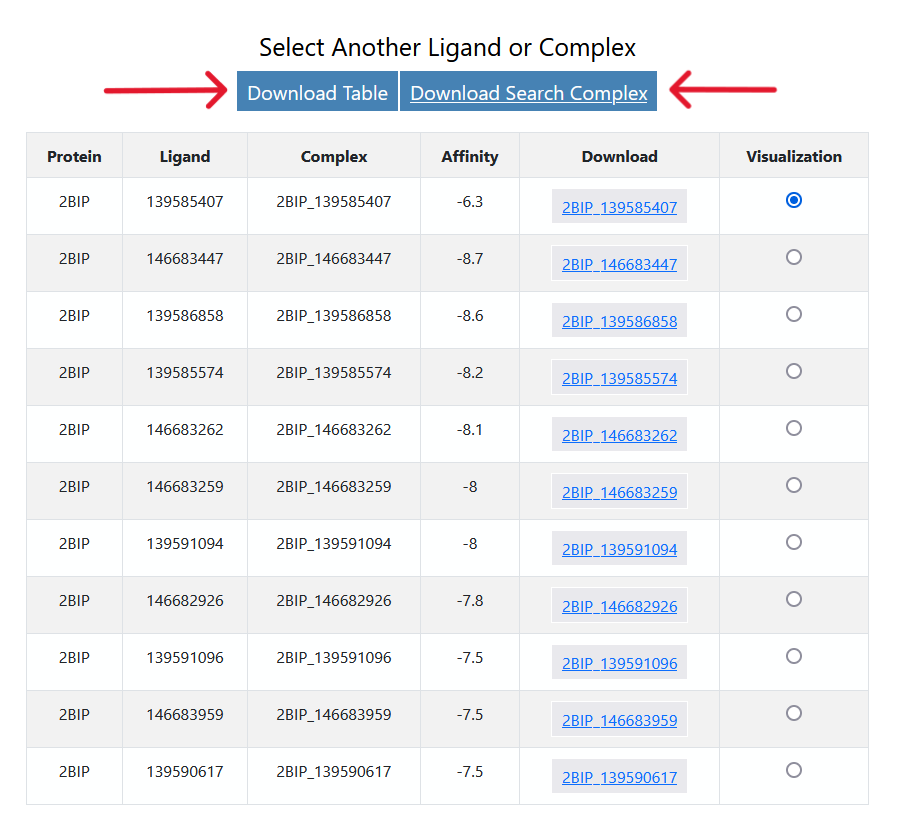 Select Another Ligand or Complex
Download Table Download Search Complex
Protein Ligand Complex Affinity Download Visualization
2BIP 139585407 2BIP_139585407 -6.3 2BIP_139585407
2BIP 146683447 2BIP_146683447 -8.7 2BIP_146683447
2BIP 139586858 2BIP_139586858 -8.6 2BIP_139586858
2BIP 139585574 2BIP_139585574 -8.2 2BIP_139585574
2BIP 146683262 2BIP_146683262 -8.1 2BIP_146683262
2BIP 146683259 2BIP_146683259 -8 2BIP_146683259
2BIP 139591094 2BIP_139591094 -8 2BIP_139591094
2BIP 146682926 2BIP_146682926 -7.8 2BIP_146682926
2BIP 139591096 2BIP_139591096 -7.5 2BIP_139591096
2BIP 146683959 2BIP_146683959 -7.5 2BIP_146683959
2BIP 139590617 2BIP_139590617 -7.5 2BIP_139590617